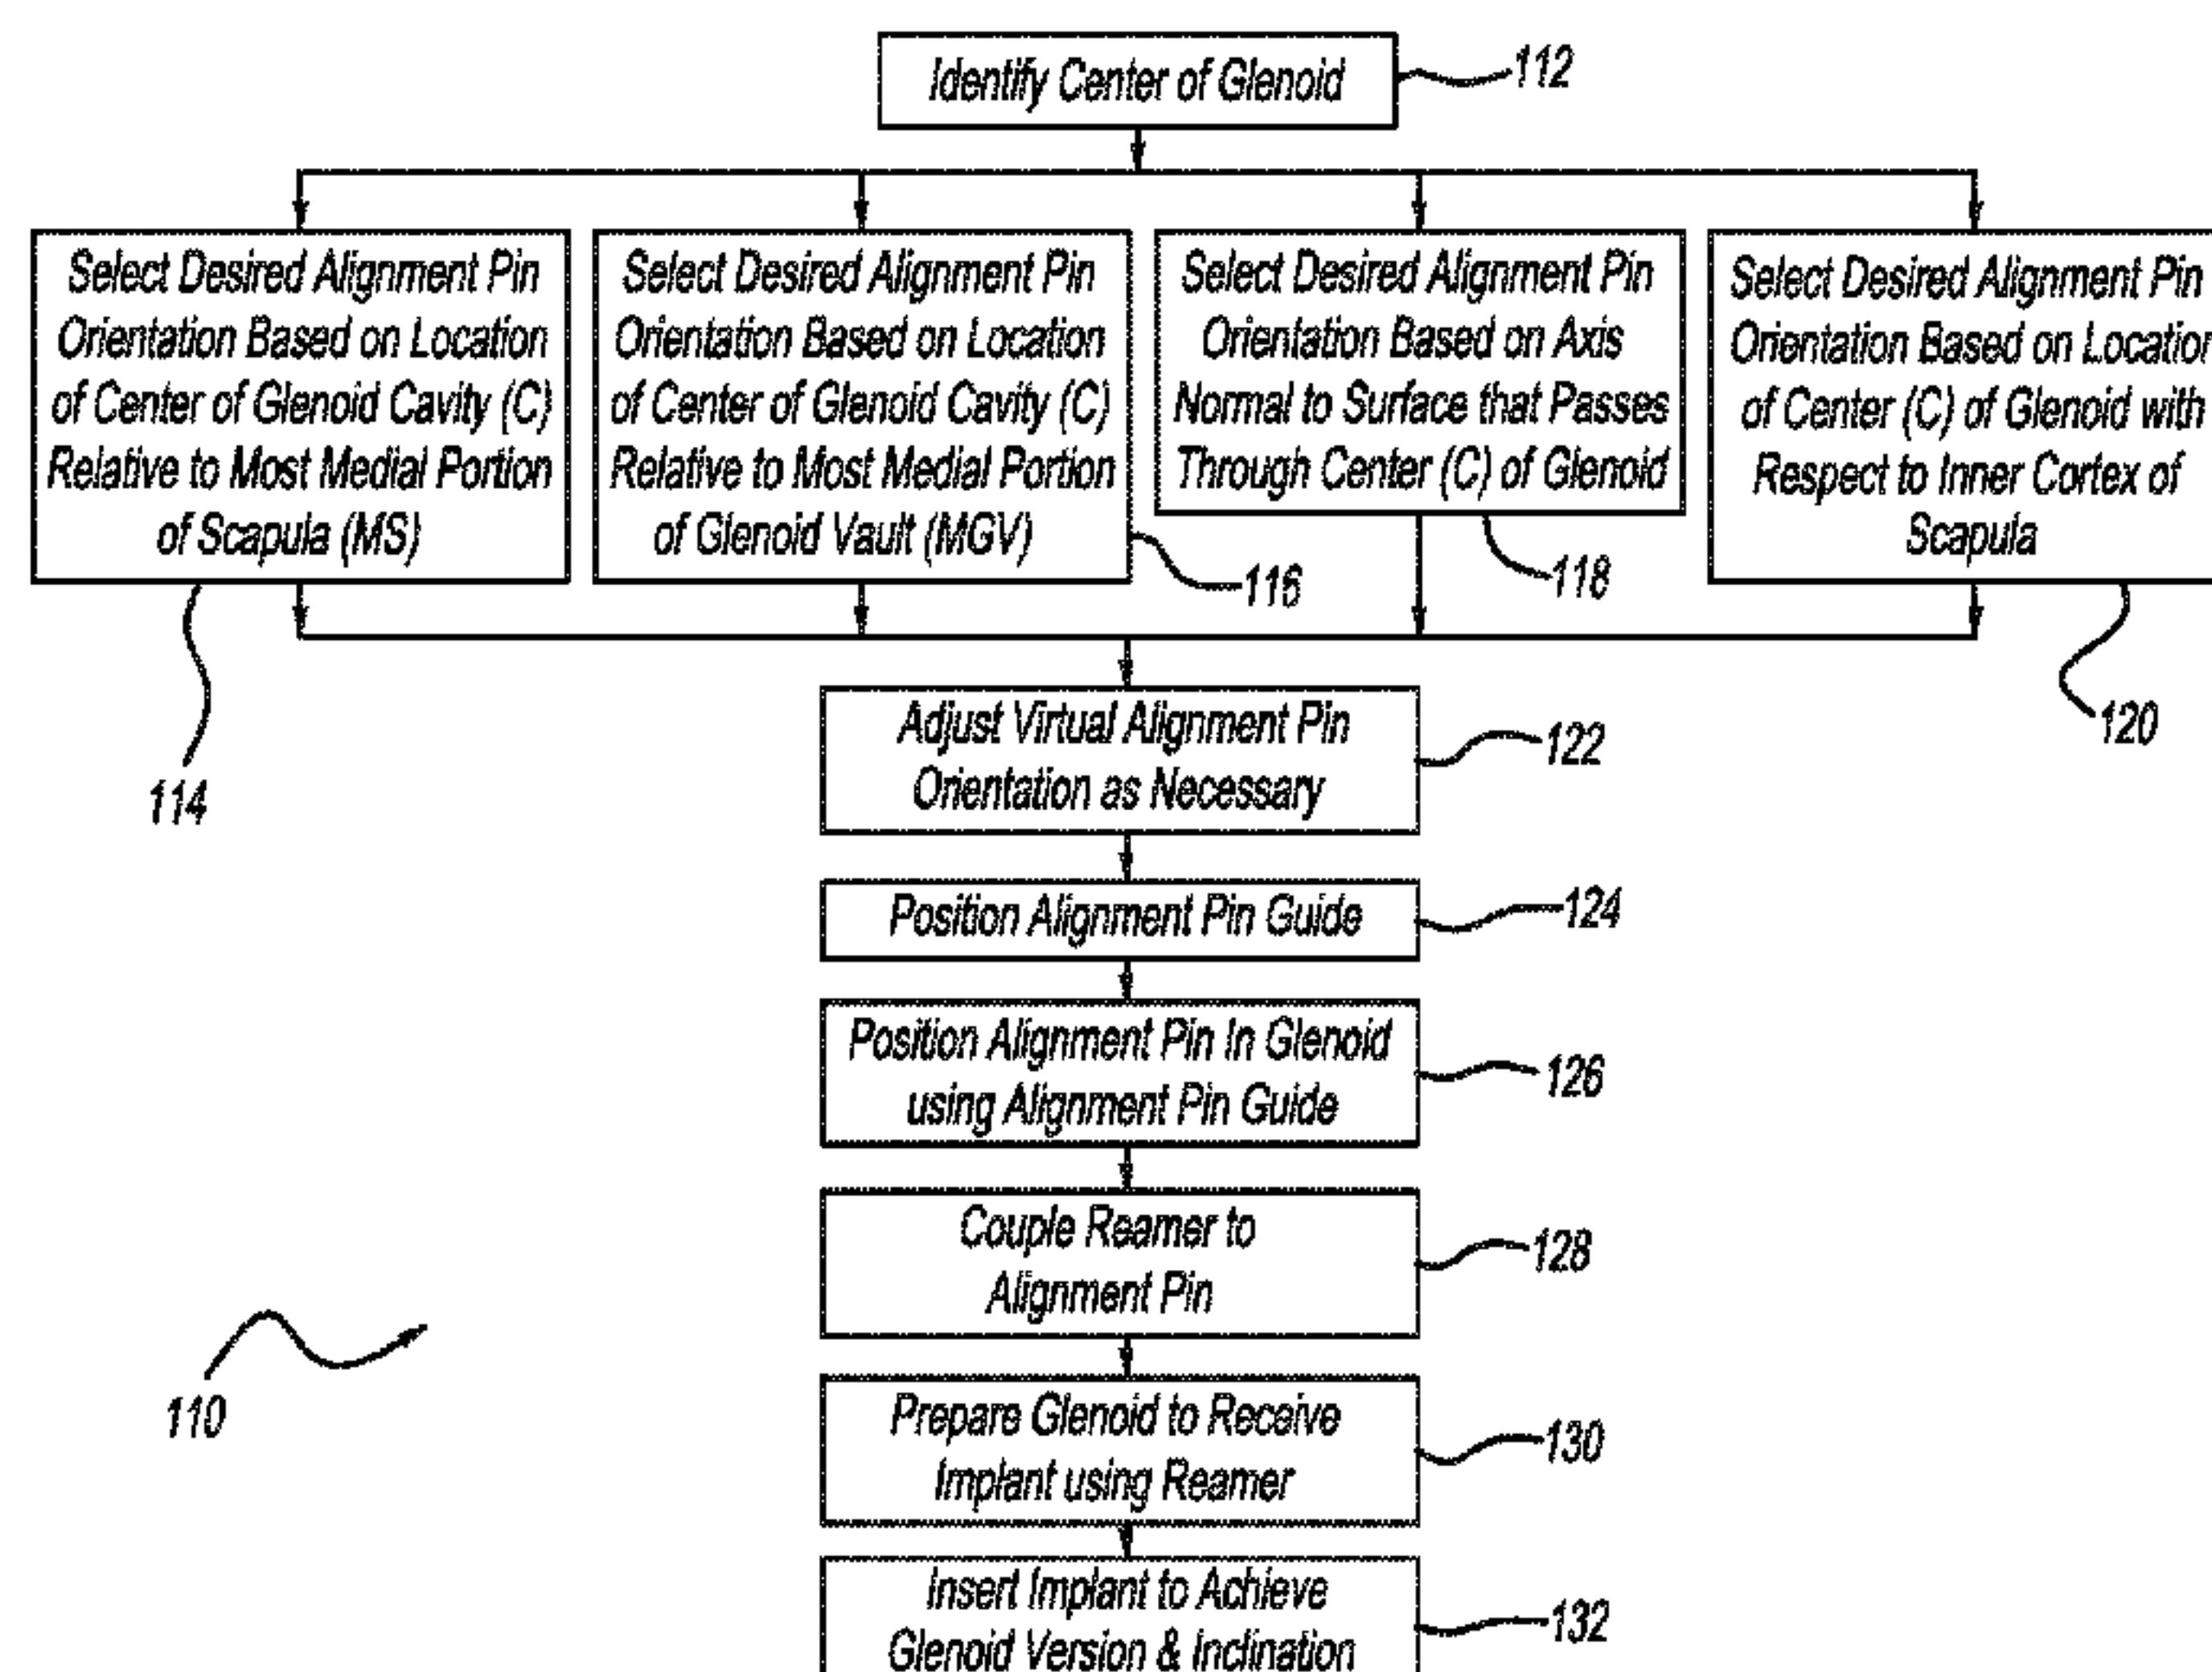 Identify Center of Glenoid
112
Select Desired Alignment Pin
Orientation Based on Location
of Center of Glenoid Cavity (C)
Relative to Most Medial Portion
of Scapula (MS)
114
Select Desired Alignment Pin
Orientation Based on Location
of Center of Glenoid Cavity (C)
Relative to Most Medial Portion
of Glenoid Vault (MGV)
116
Select Desired Alignment Pin
Orientation Based on Axis
Normal to Surface that Passes
Through Center (C) of Glenoid
118
Select Desired Alignment Pin
Orientation Based on Location
of Center (C) of Glenoid with
Respect to Inner Cortex of
Scapula
120
Adjust Virtual Alignment Pin
Orientation as Necessary
122
Position Alignment Pin Guide
124
Position Alignment Pin In Glenoid
using Alignment Pin Guide
126
Couple Reamer to
Alignment Pin
128
Prepare Glenoid to Receive
Implant using Reamer
130
Insert Implant to Achieve
Glenoid Version & Inclination
132
110